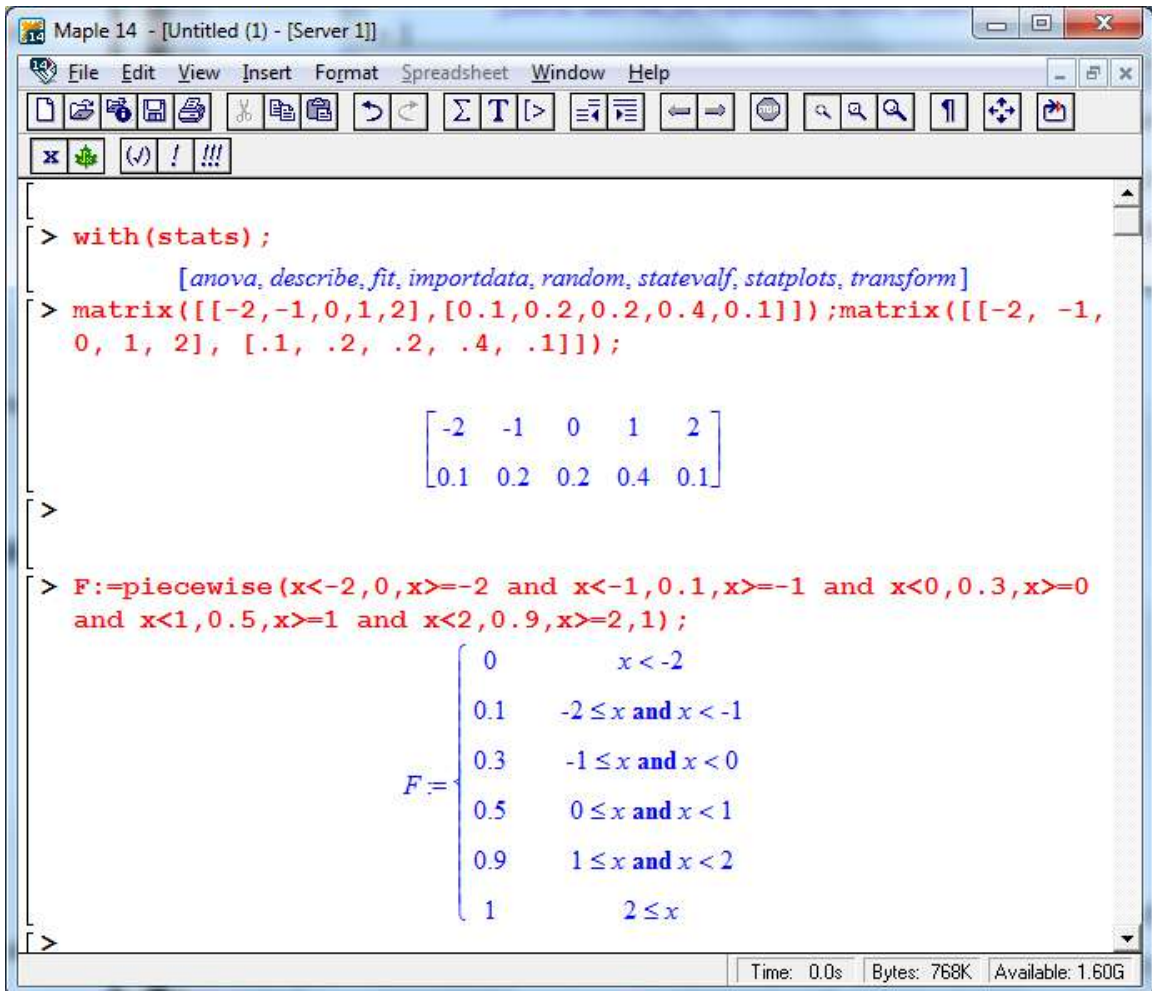 Maple 14 - [Untitled (1) - [Server 1]]
File Edit View Insert Format Spreadsheet Window Help
Σ T [> STOP ¶
x (√) ! !!!
[
[> with(stats);
[anova, describe, fit, importdata, random, statevalf, statplots, transform]
[> matrix([[-2,-1,0,1,2],[0.1,0.2,0.2,0.4,0.1]]);matrix([[-2, -1,
0, 1, 2], [.1, .2, .2, .4, .1]]);
-2 -1 0 1 2
0.1 0.2 0.2 0.4 0.1
[>
[> F:=piecewise(x<-2,0,x>=-2 and x<-1,0.1,x>=-1 and x<0,0.3,x>=0
and x<1,0.5,x>=1 and x<2,0.9,x>=2,1);
0 x < -2
0.1 -2 ≤ x and x < -1
0.3 -1 ≤ x and x < 0
F :=
0.5 0 ≤ x and x < 1
0.9 1 ≤ x and x < 2
1 2 ≤ x
[>
Time: 0.0s Bytes: 768K Available: 1.60G